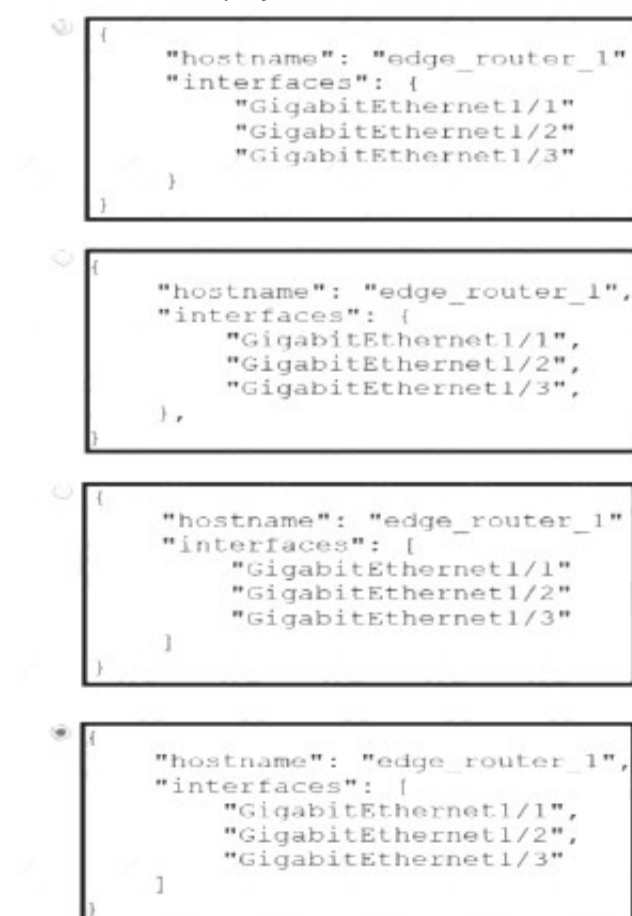 {
"hostname": "edge_router_1"
"interfaces": {
"GigabitEthernet1/1"
"GigabitEthernet1/2"
"GigabitEthernet1/3"
}
}
{
"hostname": "edge_router_1",
"interfaces": {
"GigabitEthernet1/1",
"GigabitEthernet1/2",
"GigabitEthernet1/3",
},
}
{
"hostname": "edge_router_1"
"interfaces": [
"GigabitEthernet1/1"
"GigabitEthernet1/2"
"GigabitEthernet1/3"
]
}
{
"hostname": "edge_router_1",
"interfaces": [
"GigabitEthernet1/1",
"GigabitEthernet1/2",
"GigabitEthernet1/3"
]
}